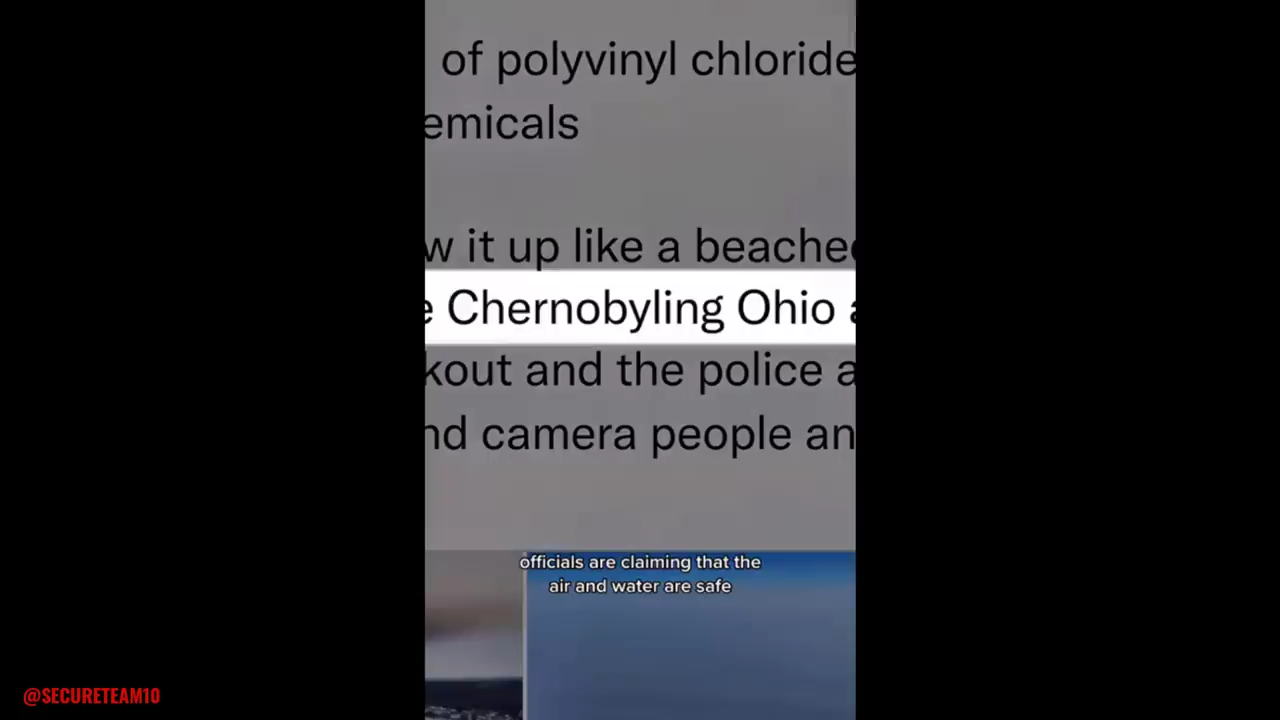 of polyvinyl chloride
emicals
w it up like a beached
e Chernobyling Ohio a
kout and the police a
nd camera people an
officials are claiming that the
air and water are safe
@SECURETEAM10